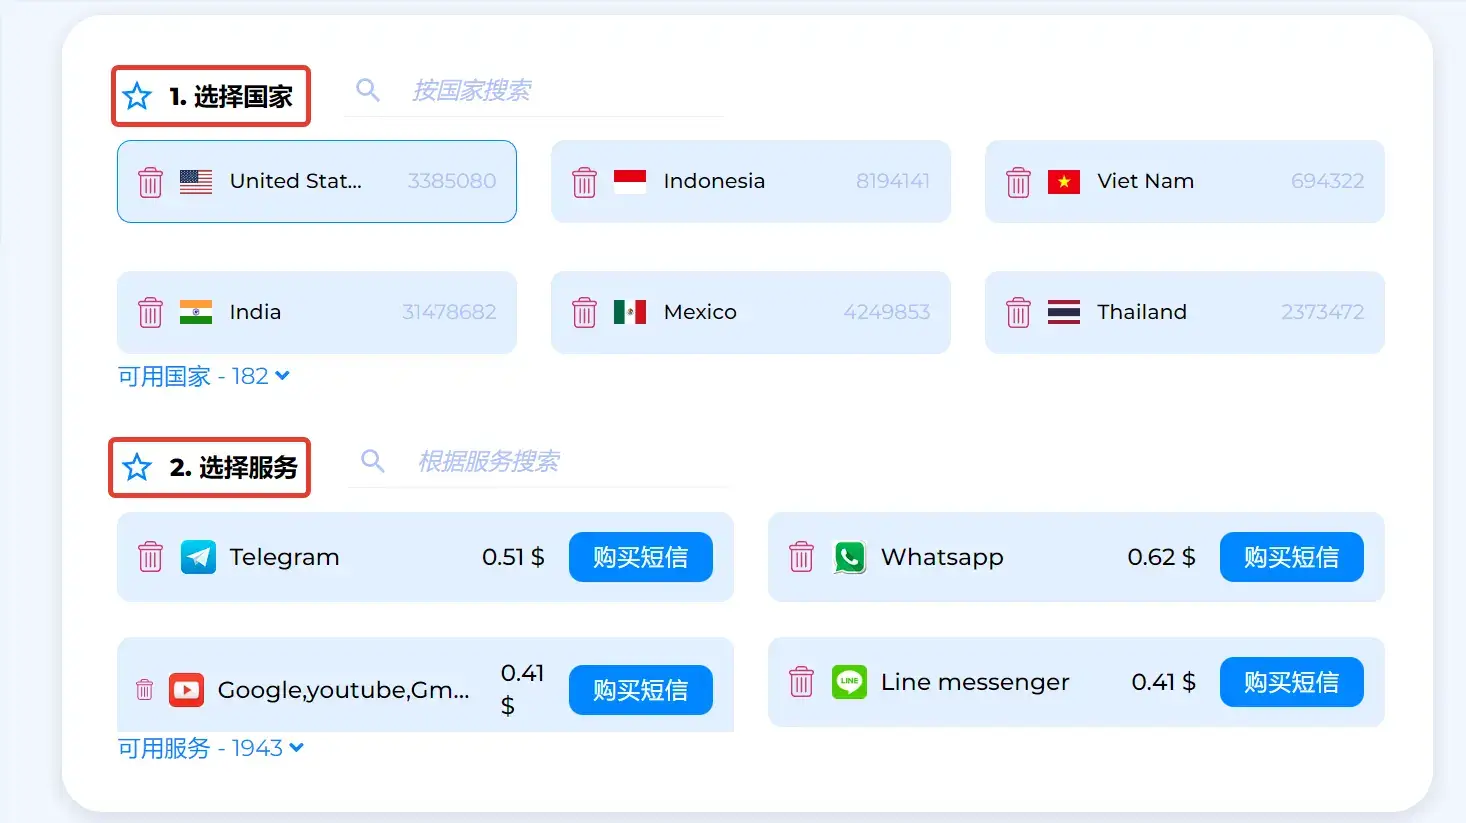 1. 选择国家
按国家搜索
United Stat... 3385080
Indonesia 8194141
Viet Nam 694322
India 31478682
Mexico 4249853
Thailand 2373472
可用国家 - 182
2. 选择服务
根据服务搜索
Telegram 0.51 $ 购买短信
Whatsapp 0.62 $ 购买短信
Google,youtube,Gm... 0.41 $ 购买短信
LINE Line messenger 0.41 $ 购买短信
可用服务 - 1943